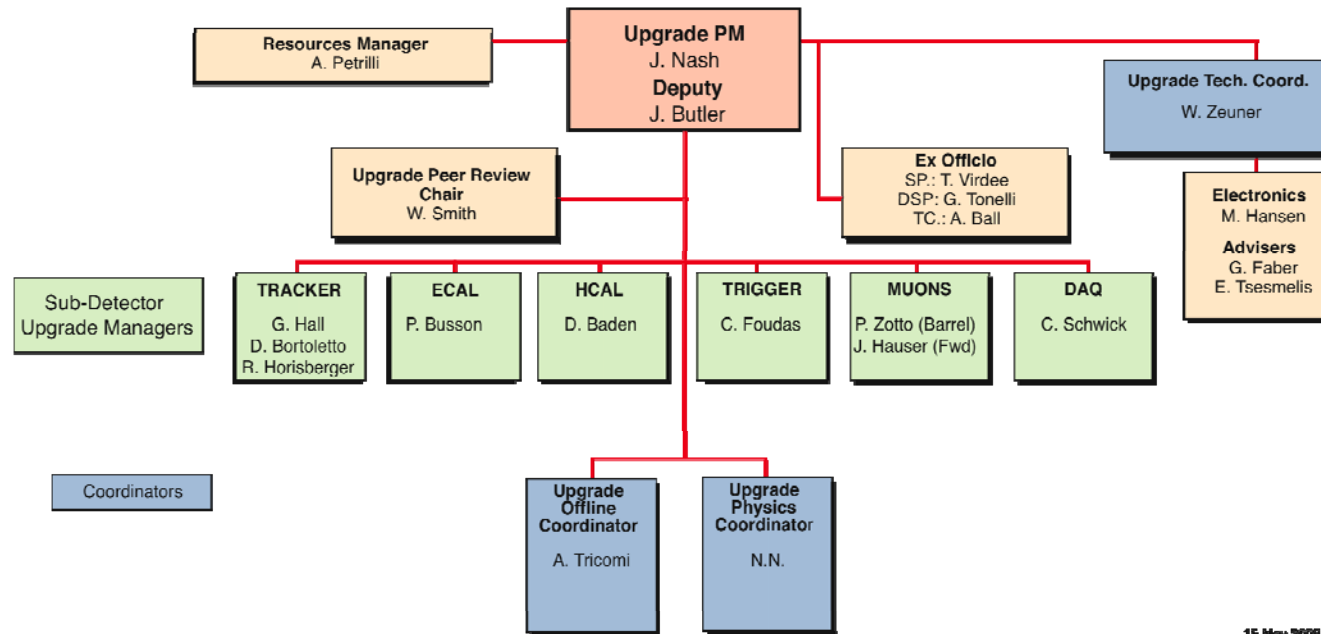 Resources Manager
A. Petrilli
Upgrade PM
J. Nash
Deputy
J. Butler
Upgrade Tech. Coord.
W. Zeuner
Upgrade Peer Review
Chair
W. Smith
Ex Officio
SP.: T. Virdee
DSP: G. Tonelli
TC.: A. Ball
Electronics
M. Hansen
Advisers
G. Faber
E. Tsesmelis
Sub-Detector
Upgrade Managers
TRACKER
G. Hall
D. Bortoletto
R. Horisberger
ECAL
P. Busson
HCAL
D. Baden
TRIGGER
C. Foudas
MUONS
P. Zotto (Barrel)
J. Hauser (Fwd)
DAQ
C. Schwick
Coordinators
Upgrade
Offline
Coordinator
A. Tricomi
Upgrade
Physics
Coordinator
N.N.